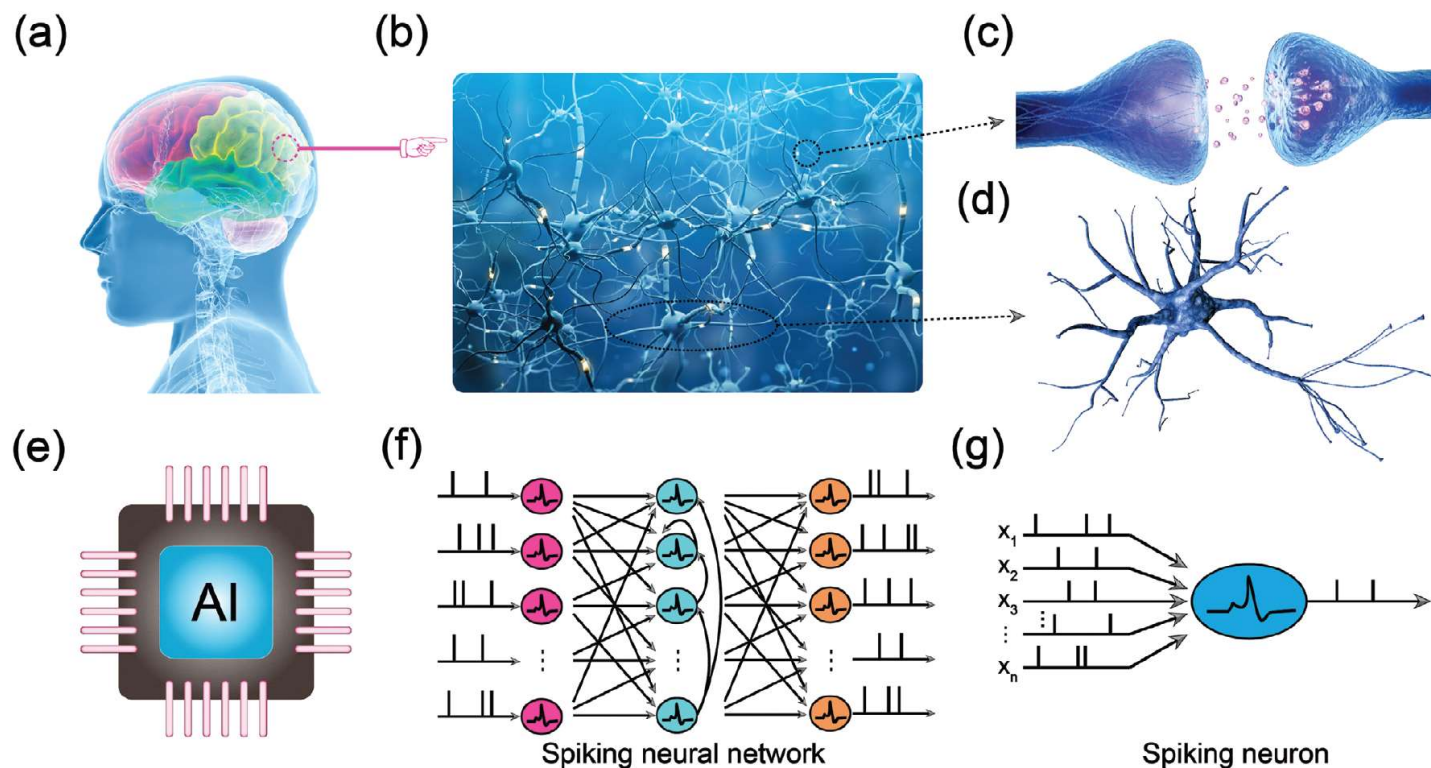 (a)
(b)
(c)
(d)
(e)
AI
(f)
Spiking neural network
(g)
x1
x2
x3
⋮
xn
Spiking neuron